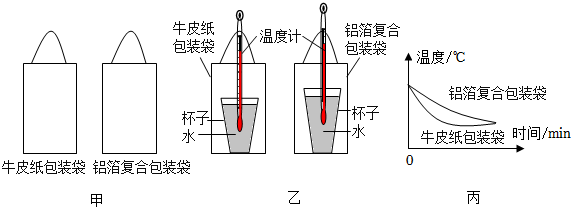 牛皮纸包装袋
铝箔复合包装袋
甲
牛皮纸
包装袋
温度计
铝箔复合
包装袋
杯子
水
杯子
水
乙
温度/℃
铝箔复合包装袋
牛皮纸包装袋
时间/min
0
丙